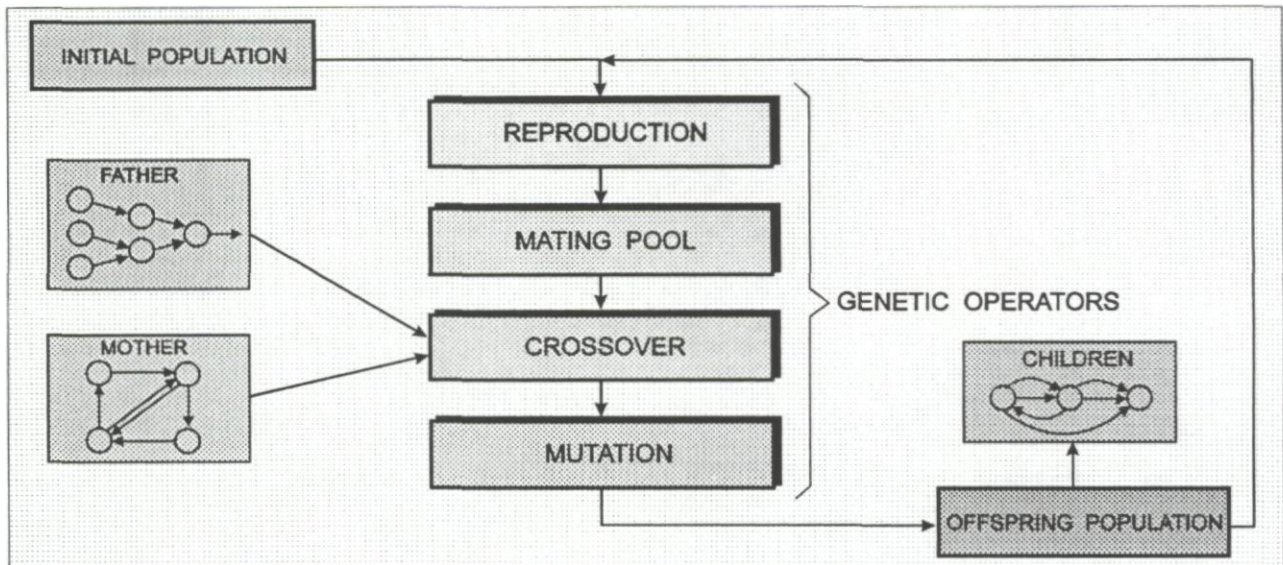 INITIAL POPULATION
REPRODUCTION
FATHER
MATING POOL
GENETIC OPERATORS
CROSSOVER
MOTHER
CHILDREN
MUTATION
OFFSPRING POPULATION